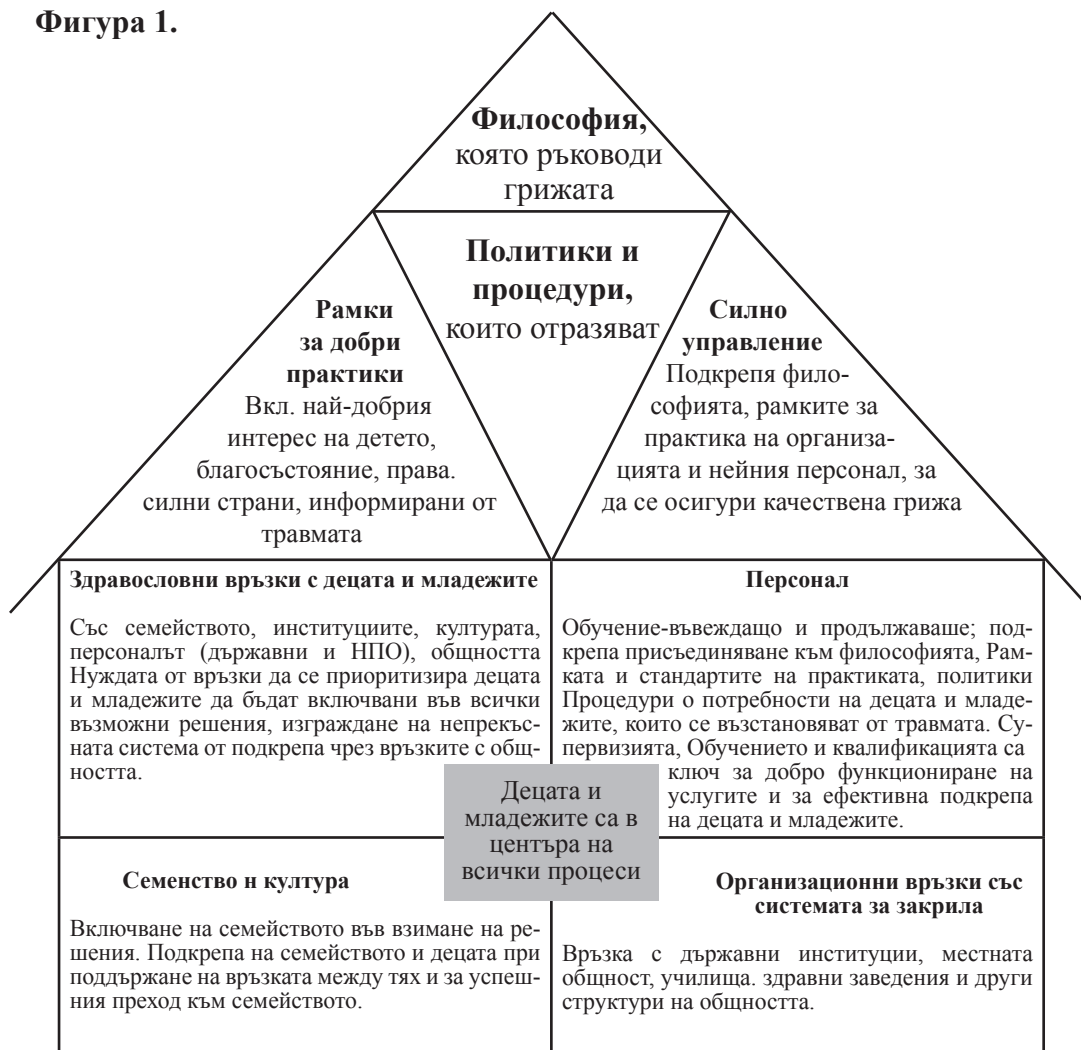 Фигура 1.
Философия,
която ръководи
грижата
Политики и
процедури,
които отразяват
Рамки
за добри
практики
Вкл. най-добрия
интерес на детето,
благосъстояние, права.
силни страни, информирани от
травмата
Силно
управление
Подкрепя фило-
софията, рамките за
практика на организа-
цията и нейния персонал, за
да се осигури качествена грижа
Здравословни връзки с децата и младежите
Със семейството, институциите, културата,
персоналът (държавни и НПО), общността
Нуждата от връзки да се приоритизира децата
и младежите да бъдат включвани във всички
възможни решения, изграждане на непрекъс-
ната система от подкрепа чрез връзките с общ-
ността.
Персонал
Обучение-въвеждащо и продължаваше; под-
крепа присъединяване към философията, Рам-
ката и стандартите на практиката, политики
Процедури о потребности на децата и младе-
жите, които се възстановяват от травмата. Су-
первизията, Обучението и квалификацията са
ключ за добро функциониране на
услугите и за ефективна подкрепа
на децата и младежите.
Децата и
младежите са в
центъра на
всички процеси
Семенство н култура
Включване на семейството във взимане на ре-
шения. Подкрепа на семейството и децата при
поддържане на връзката между тях и за успеш-
ния преход към семейството.
Организационни връзки със
системата за закрила
Връзка с държавни институции, местната
общност, училища. здравни заведения и други
структури на общността.